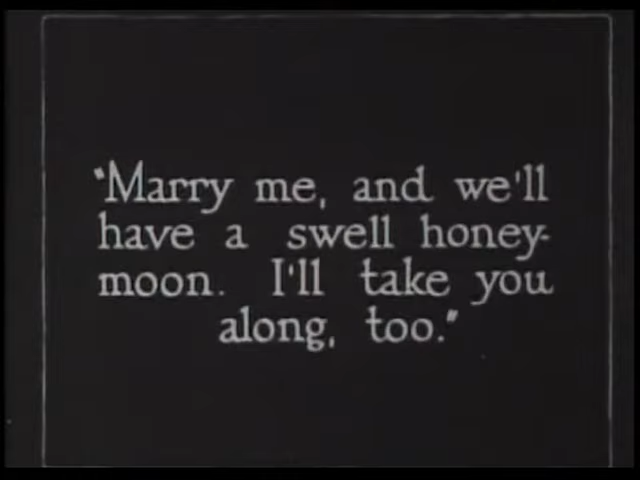 "Marry me, and we'll
have a swell honey-
moon. I'll take you
along, too."